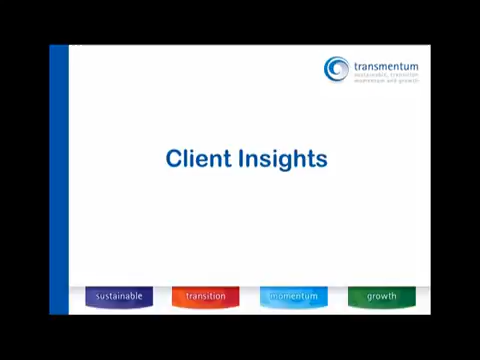 transmentum
sustainable, transition
momentum and growth
Client Insights
sustainable
transition
momentum
growth